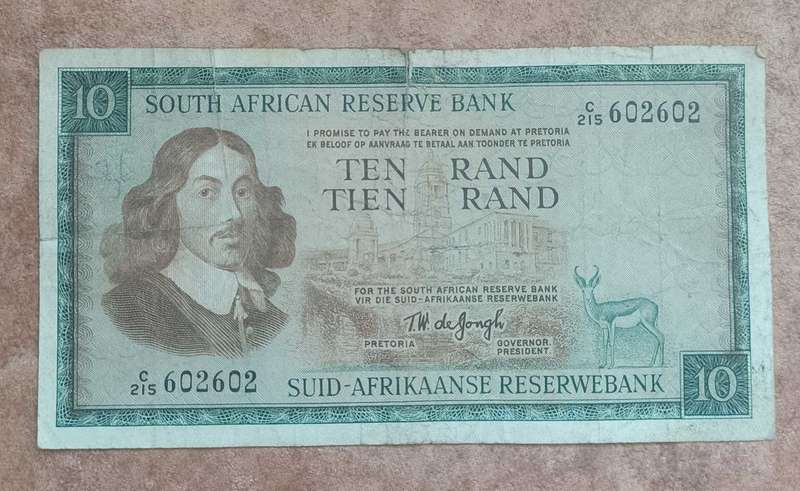 10
SOUTH AFRICAN RESERVE BANK
C/215 602602
I PROMISE TO PAY THE BEARER ON DEMAND AT PRETORIA
EK BELOOF OP AANVRAAG TE BETAAL AAN TOONDER TE PRETORIA
TEN RAND
TIEN RAND
FOR THE SOUTH AFRICAN RESERVE BANK
VIR DIE SUID-AFRIKAANSE RESERWEBANK
T.W. de Jongh
PRETORIA
GOVERNOR.
PRESIDENT.
C/215 602602
SUID-AFRIKAANSE RESERWEBANK
10